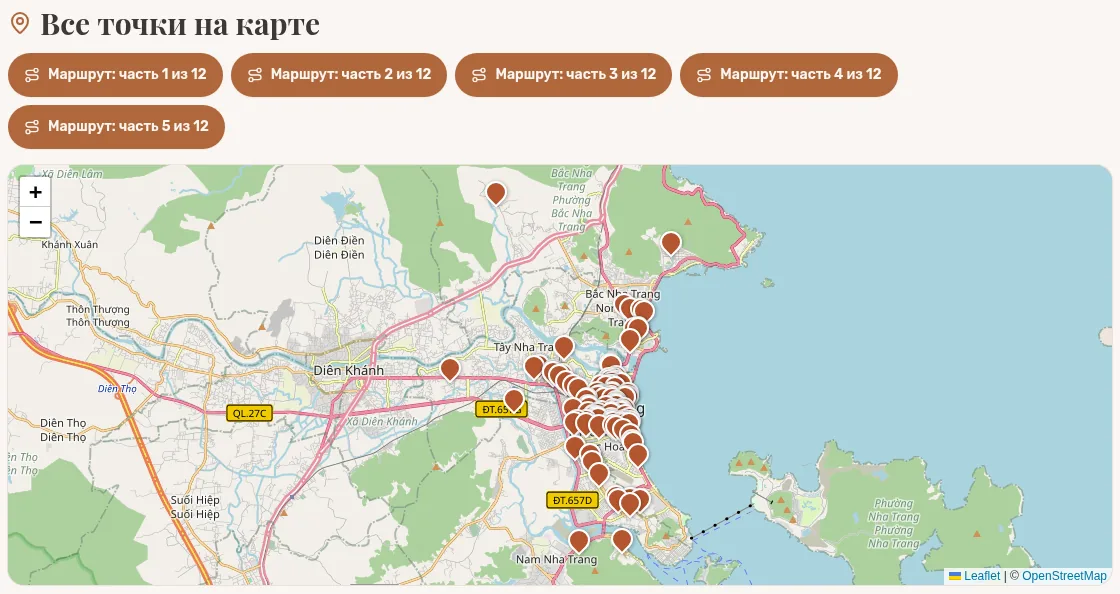 Все точки на карте
Маршрут: часть 1 из 12
Маршрут: часть 2 из 12
Маршрут: часть 3 из 12
Маршрут: часть 4 из 12
Маршрут: часть 5 из 12
+
−
Xã Diên Lâm
Bắc Nha
Trang
Phường
Bắc Nha
Trang
Khánh Xuân
Diên Điền
Diên Điền
Bắc Nha Trang
Thôn Thượng
Thôn Thượng
Tây Nha
Diên Khánh
Diên Thọ
QL.27C
Xã Diên Khánh
Diên Thọ
Diên Thọ
Suối Hiệp
Suối Hiệp
ĐT.657D
Phường
Nha Trang
Phường
Nha Trang
Nam Nha Trang
Leaflet | © OpenStreetMap